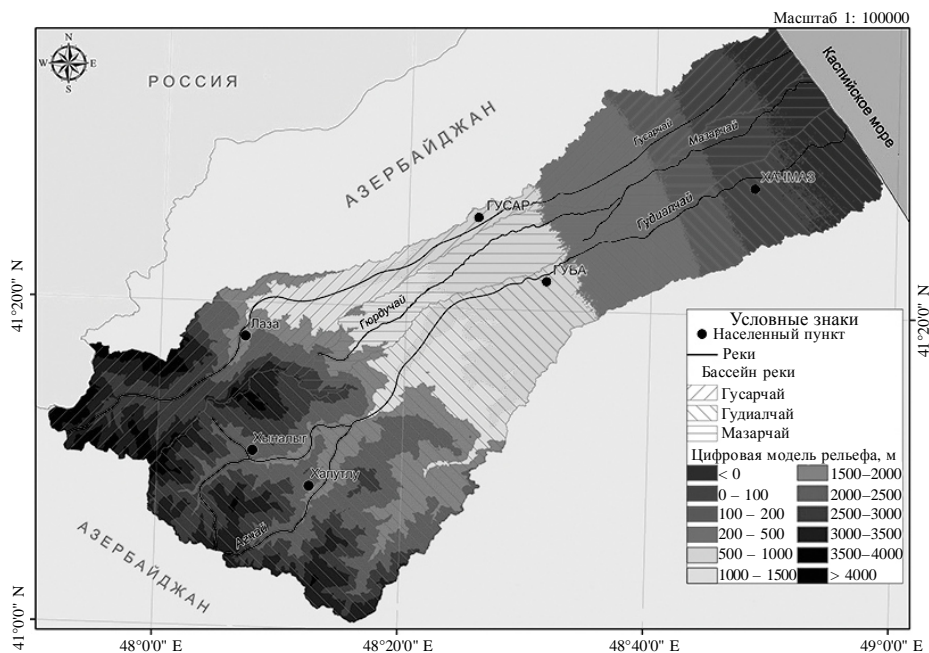 Масштаб 1: 100000
N
W E
S
РОССИЯ
АЗЕРБАЙДЖАН
Каспийское море
Гусарчай
Мазарчай
ХАЧМАЗ
Гудиалчай
ГУСАР
ГУБА
Гюрдучай
Лаза
Хыналыг
Хапутлу
Агчай
АЗЕРБАЙДЖАН
41°20'0" N
41°0'0" N
41°20'0" N
48°0'0" E
48°20'0" E
48°40'0" E
49°0'0" E
Условные знаки
Населенный пункт
Реки
Бассейн реки
Гусарчай
Гудиалчай
Мазарчай
Цифровая модель рельефа, м
< 0
0 – 100
100 – 200
200 – 500
500 – 1000
1000 – 1500
1500–2000
2000–2500
2500–3000
3000–3500
3500–4000
> 4000